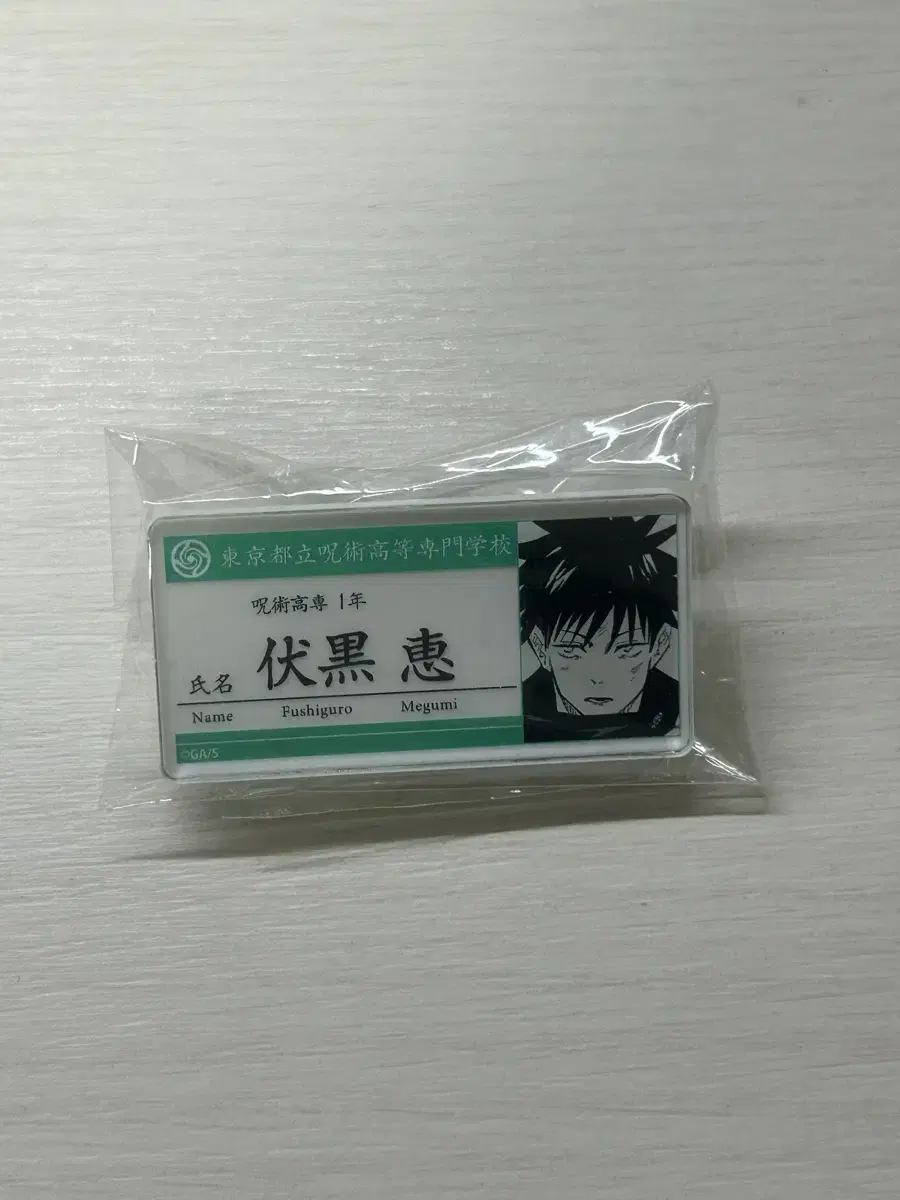 東京都立呪術高等専門学校
呪術高専 1年
氏名 伏黒 恵
Name Fushiguro Megumi
©GA/S